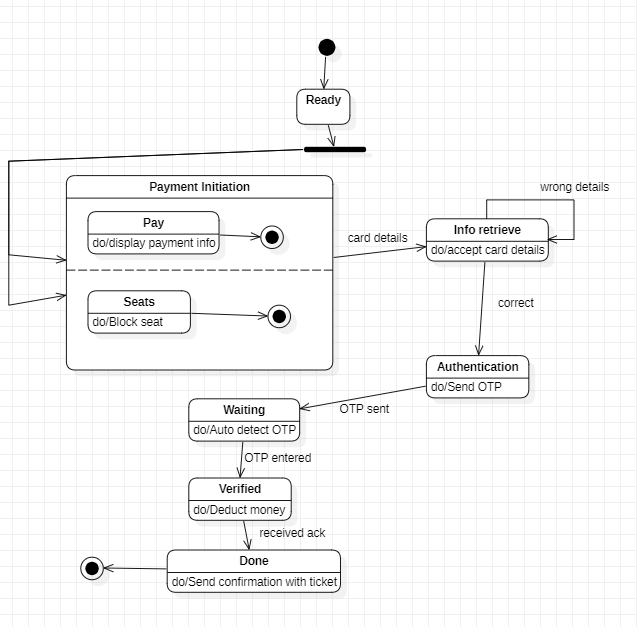 Ready
Payment Initiation
Pay
do/display payment info
Seats
do/Block seat
card details
wrong details
Info retrieve
do/accept card details
correct
Authentication
do/Send OTP
OTP sent
Waiting
do/Auto detect OTP
OTP entered
Verified
do/Deduct money
received ack
Done
do/Send confirmation with ticket